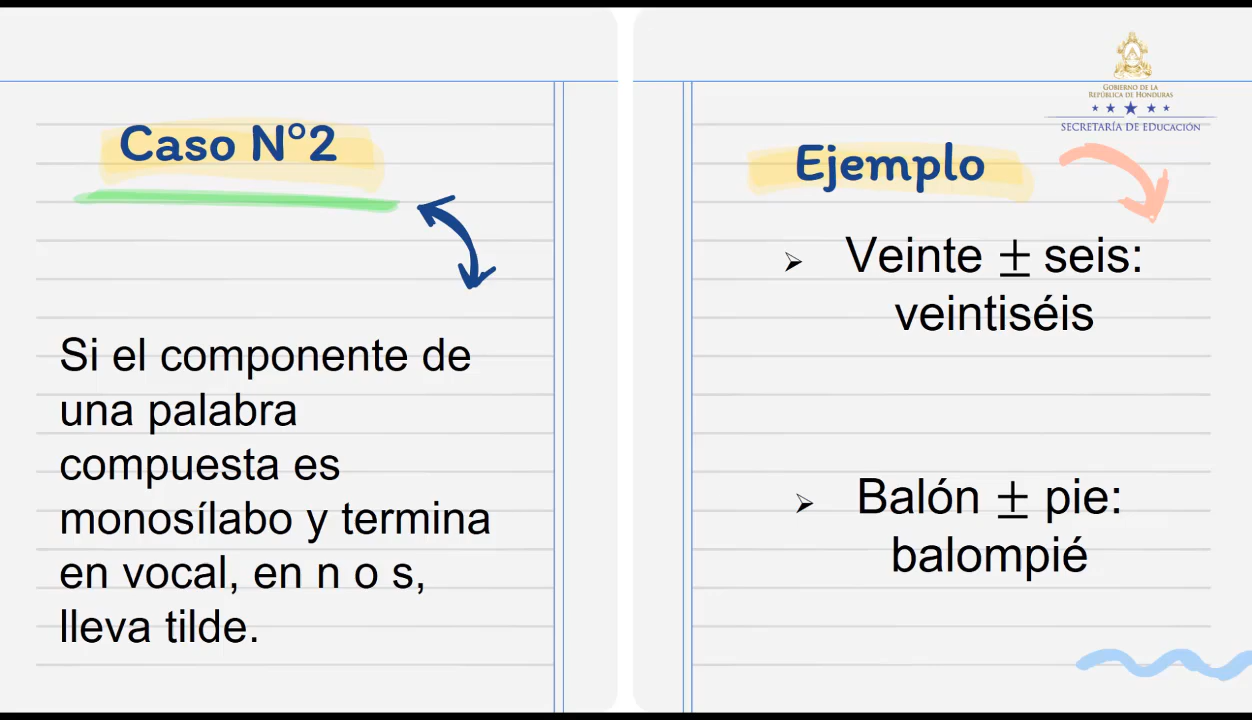 Caso N°2
Si el componente de
una palabra
compuesta es
monosílabo y termina
en vocal, en n o s,
lleva tilde.
GOBIERNO DE LA
REPÚBLICA DE HONDURAS
SECRETARÍA DE EDUCACIÓN
Ejemplo
➢ Veinte ± seis:
veintiséis
➢ Balón ± pie:
balompié